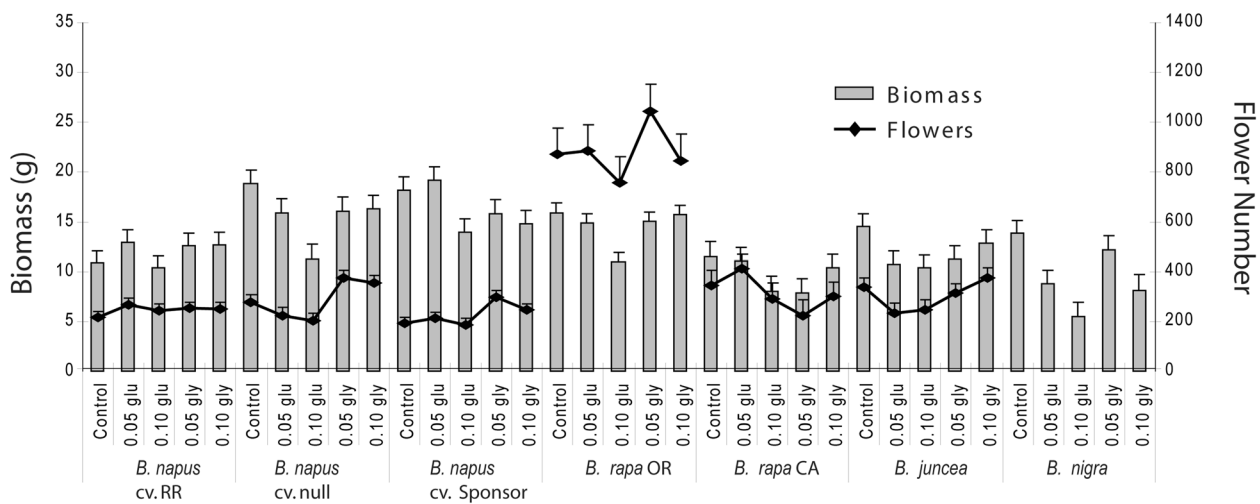 35
30
25
20
15
10
5
0
Biomass (g)
1400
1200
1000
800
600
400
200
0
Flower Number
Biomass
Flowers
Control
0.05 glu
0.10 glu
0.05 gly
0.10 gly
Control
0.05 glu
0.10 glu
0.05 gly
0.10 gly
Control
0.05 glu
0.10 glu
0.05 gly
0.10 gly
Control
0.05 glu
0.10 glu
0.05 gly
0.10 gly
Control
0.05 glu
0.10 glu
0.05 gly
0.10 gly
Control
0.05 glu
0.10 glu
0.05 gly
0.10 gly
Control
0.05 glu
0.10 glu
0.05 gly
0.10 gly
B. napus
cv. RR
B. napus
cv. null
B. napus
cv. Sponsor
B. rapa OR
B. rapa CA
B. juncea
B. nigra